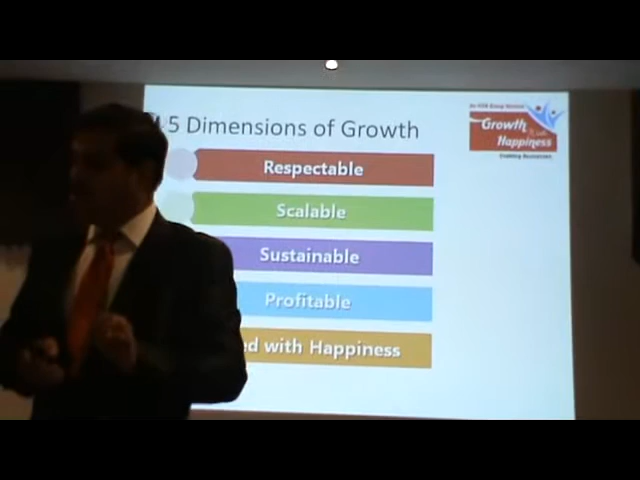 5 Dimensions of Growth
Growth
Happiness
Respectable
Scalable
Sustainable
Profitable
with Happiness